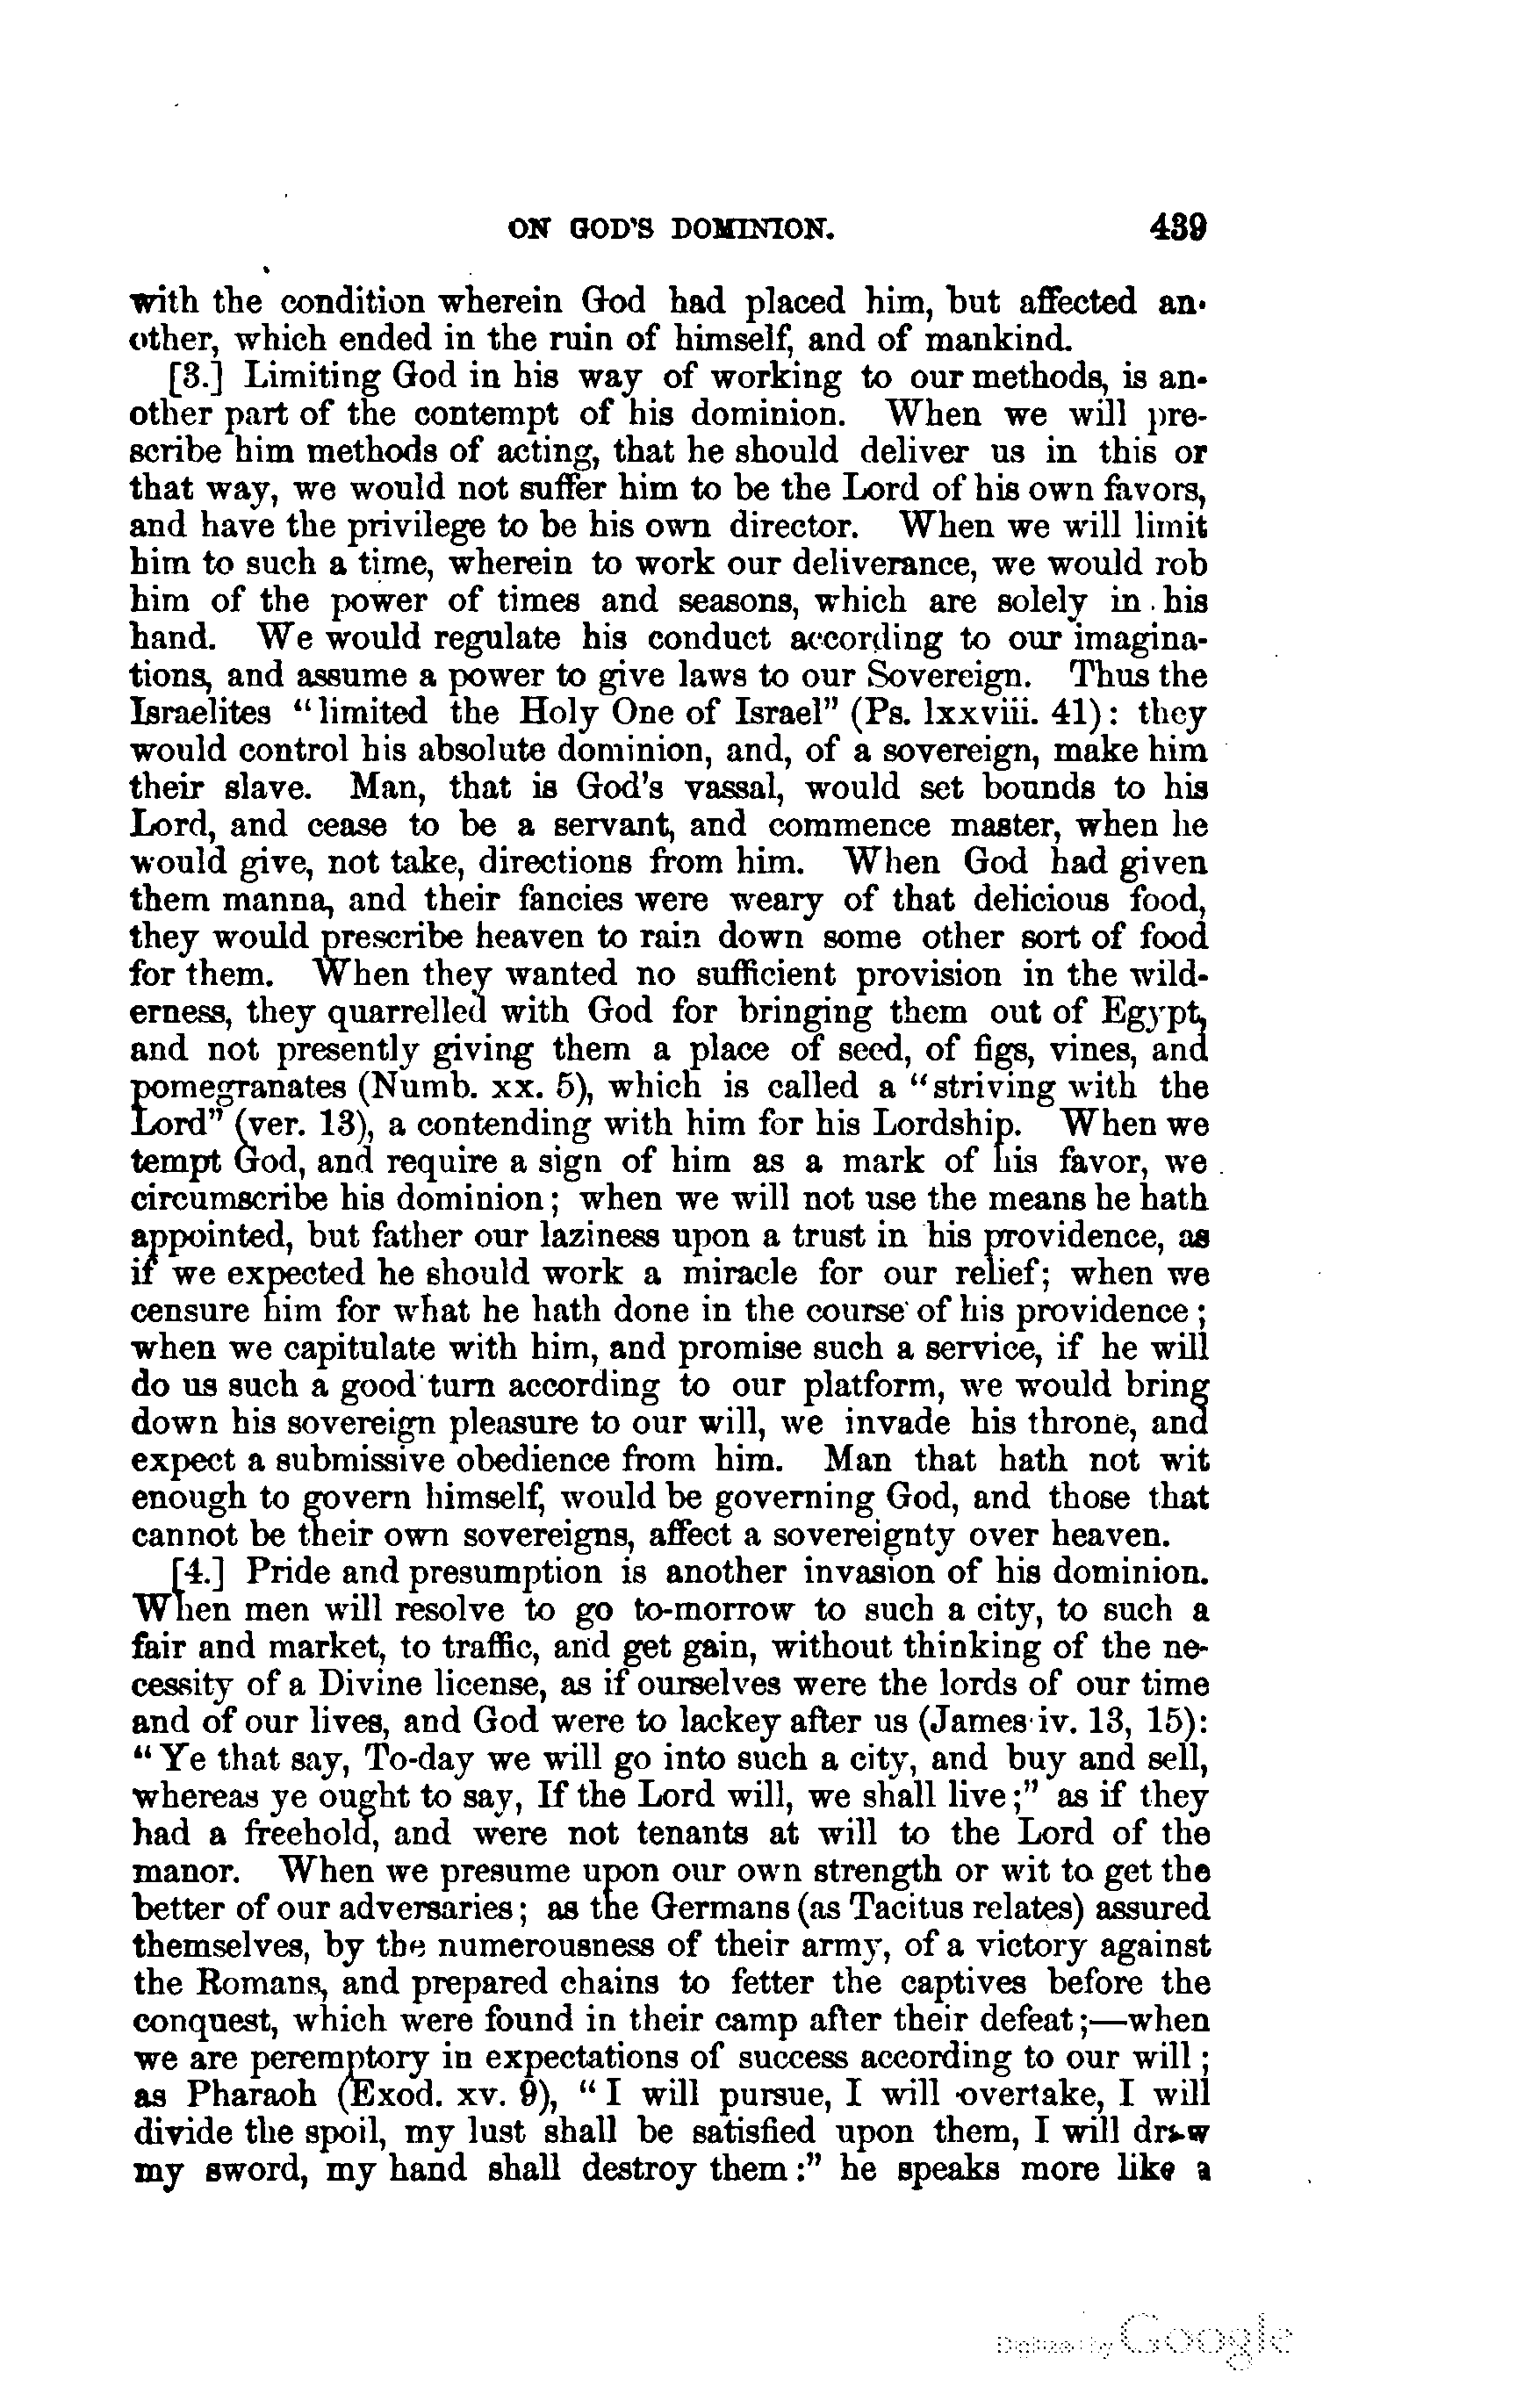 ON GOD'S DOMINION. 439
with the condition wherein God had placed him, but affected an-
other, which ended in the ruin of himself, and of mankind.
[3.] Limiting God in his way of working to our methods, is an-
other part of the contempt of his dominion. When we will pre-
scribe him methods of acting, that he should deliver us in this or
that way, we would not suffer him to be the Lord of his own favors,
and have the privilege to be his own director. When we will limit
him to such a time, wherein to work our deliverance, we would rob
him of the power of times and seasons, which are solely in his
hand. We would regulate his conduct according to our imagina-
tions, and assume a power to give laws to our Sovereign. Thus the
Israelites "limited the Holy One of Israel" (Ps. lxxviii. 41): they
would control his absolute dominion, and, of a sovereign, make him
their slave. Man, that is God's vassal, would set bounds to his
Lord, and cease to be a servant, and commence master, when he
would give, not take, directions from him. When God had given
them manna, and their fancies were weary of that delicious food,
they would prescribe heaven to rain down some other sort of food
for them. When they wanted no sufficient provision in the wild-
erness, they quarrelled with God for bringing them out of Egypt,
and not presently giving them a place of seed, of figs, vines, and
pomegranates (Numb. xx. 5), which is called a "striving with the
Lord" (ver. 13), a contending with him for his Lordship. When we
tempt God, and require a sign of him as a mark of his favor, we
circumscribe his dominion; when we will not use the means he hath
appointed, but father our laziness upon a trust in his providence, as
if we expected he should work a miracle for our relief; when we
censure him for what he hath done in the course of his providence;
when we capitulate with him, and promise such a service, if he will
do us such a good turn according to our platform, we would bring
down his sovereign pleasure to our will, we invade his throne, and
expect a submissive obedience from him. Man that hath not wit
enough to govern himself, would be governing God, and those that
cannot be their own sovereigns, affect a sovereignty over heaven.
[4.] Pride and presumption is another invasion of his dominion.
When men will resolve to go to-morrow to such a city, to such a
fair and market, to traffic, and get gain, without thinking of the ne-
cessity of a Divine license, as if ourselves were the lords of our time
and of our lives, and God were to lackey after us (James iv. 13, 15):
"Ye that say, To-day we will go into such a city, and buy and sell,
whereas ye ought to say, If the Lord will, we shall live;" as if they
had a freehold, and were not tenants at will to the Lord of the
manor. When we presume upon our own strength or wit to get the
better of our adversaries; as the Germans (as Tacitus relates) assured
themselves, by the numerousness of their army, of a victory against
the Romans, and prepared chains to fetter the captives before the
conquest, which were found in their camp after their defeat;—when
we are peremptory in expectations of success according to our will;
as Pharaoh (Exod. xv. 9), "I will pursue, I will overtake, I will
divide the spoil, my lust shall be satisfied upon them, I will draw
my sword, my hand shall destroy them:" he speaks more like a
Digitized by Google